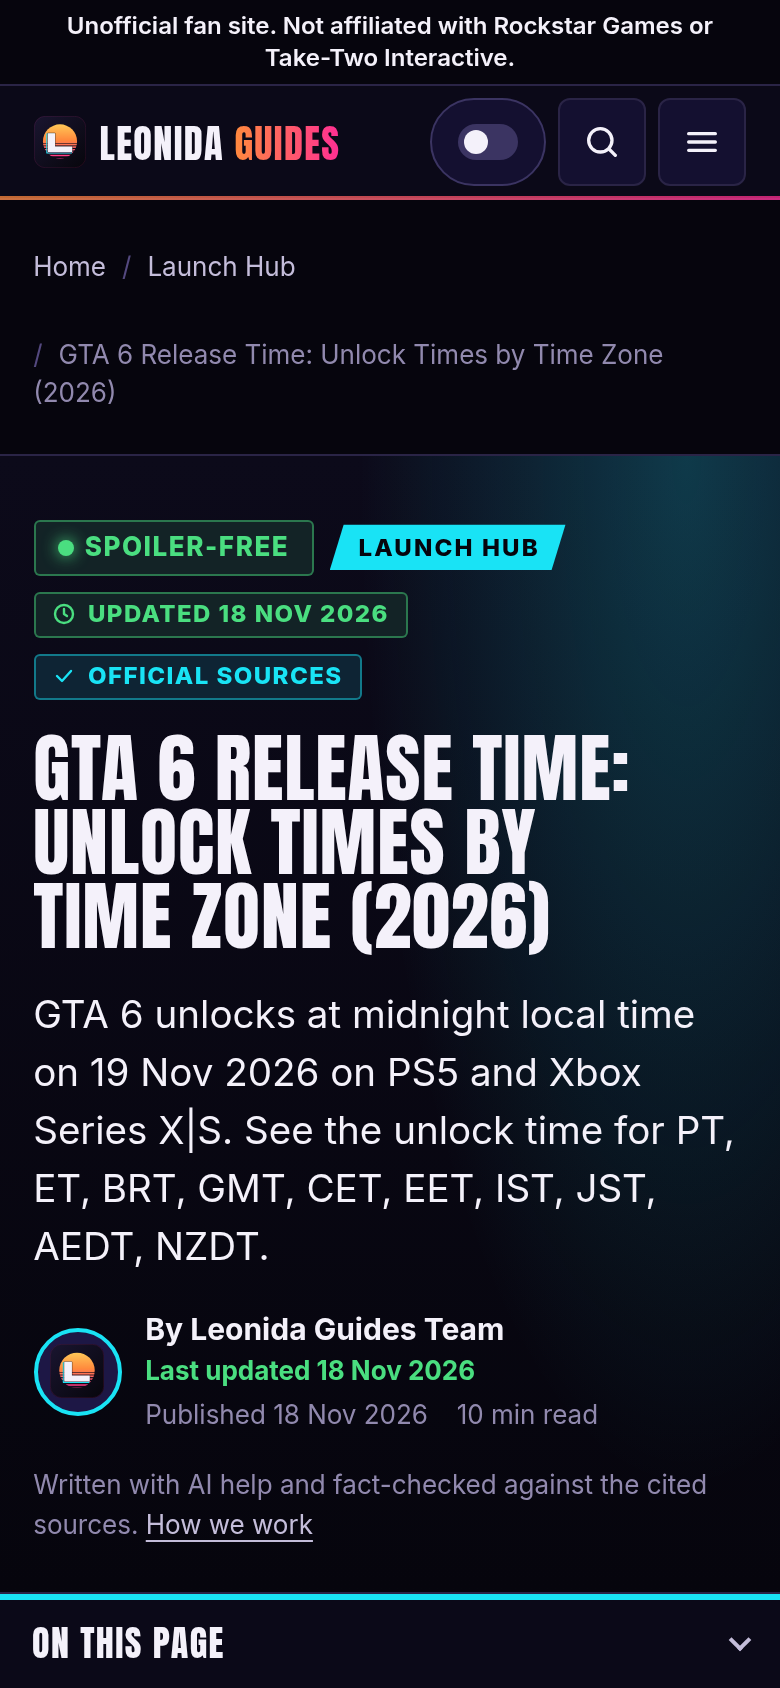 Unofficial fan site. Not affiliated with Rockstar Games or
Take-Two Interactive.
LEONIDA GUIDES
Home / Launch Hub
/ GTA 6 Release Time: Unlock Times by Time Zone
(2026)
SPOILER-FREE
LAUNCH HUB
UPDATED 18 NOV 2026
OFFICIAL SOURCES
GTA 6 RELEASE TIME:
UNLOCK TIMES BY
TIME ZONE (2026)
GTA 6 unlocks at midnight local time
on 19 Nov 2026 on PS5 and Xbox
Series X|S. See the unlock time for PT,
ET, BRT, GMT, CET, EET, IST, JST,
AEDT, NZDT.
By Leonida Guides Team
Last updated 18 Nov 2026
Published 18 Nov 2026 10 min read
Written with AI help and fact-checked against the cited
sources. How we work
ON THIS PAGE